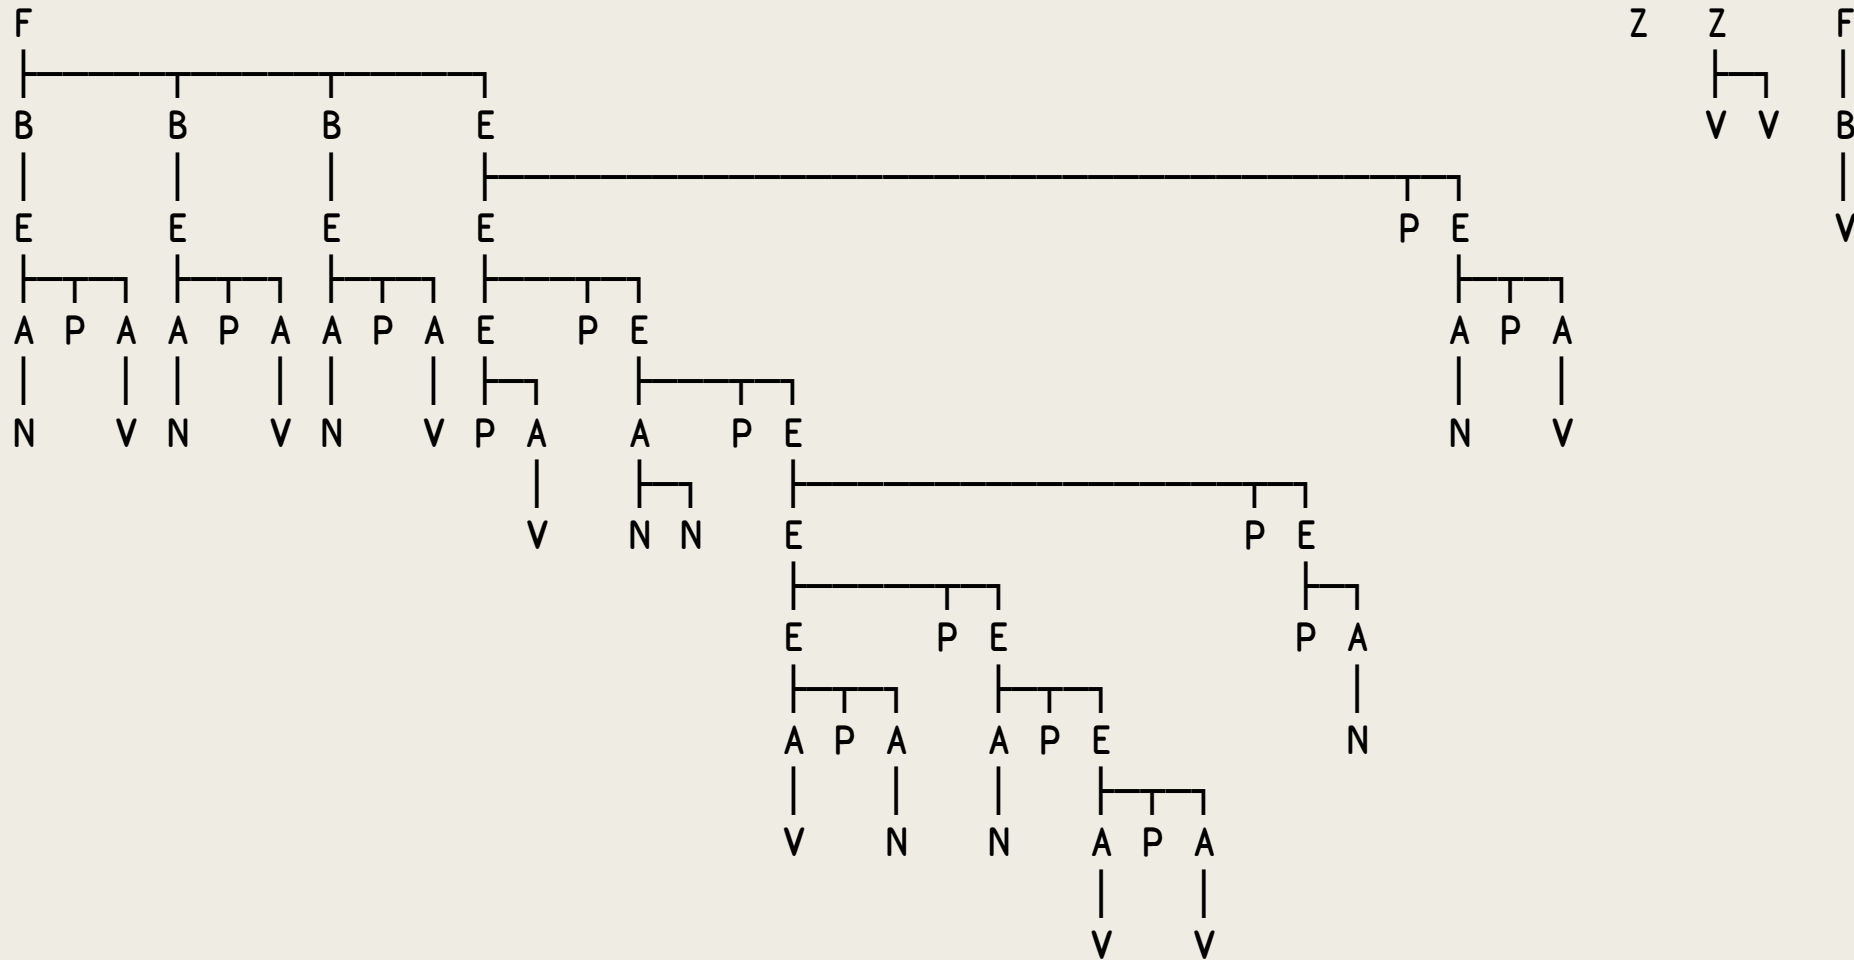 F Z Z F
B B B E V V B
E E E E P E V
A P A A P A A P A E P E A P A
N V N V N V P A A P E N V
V N N E P E
E P E P A
A P A A P E N
V N N A P A
V V